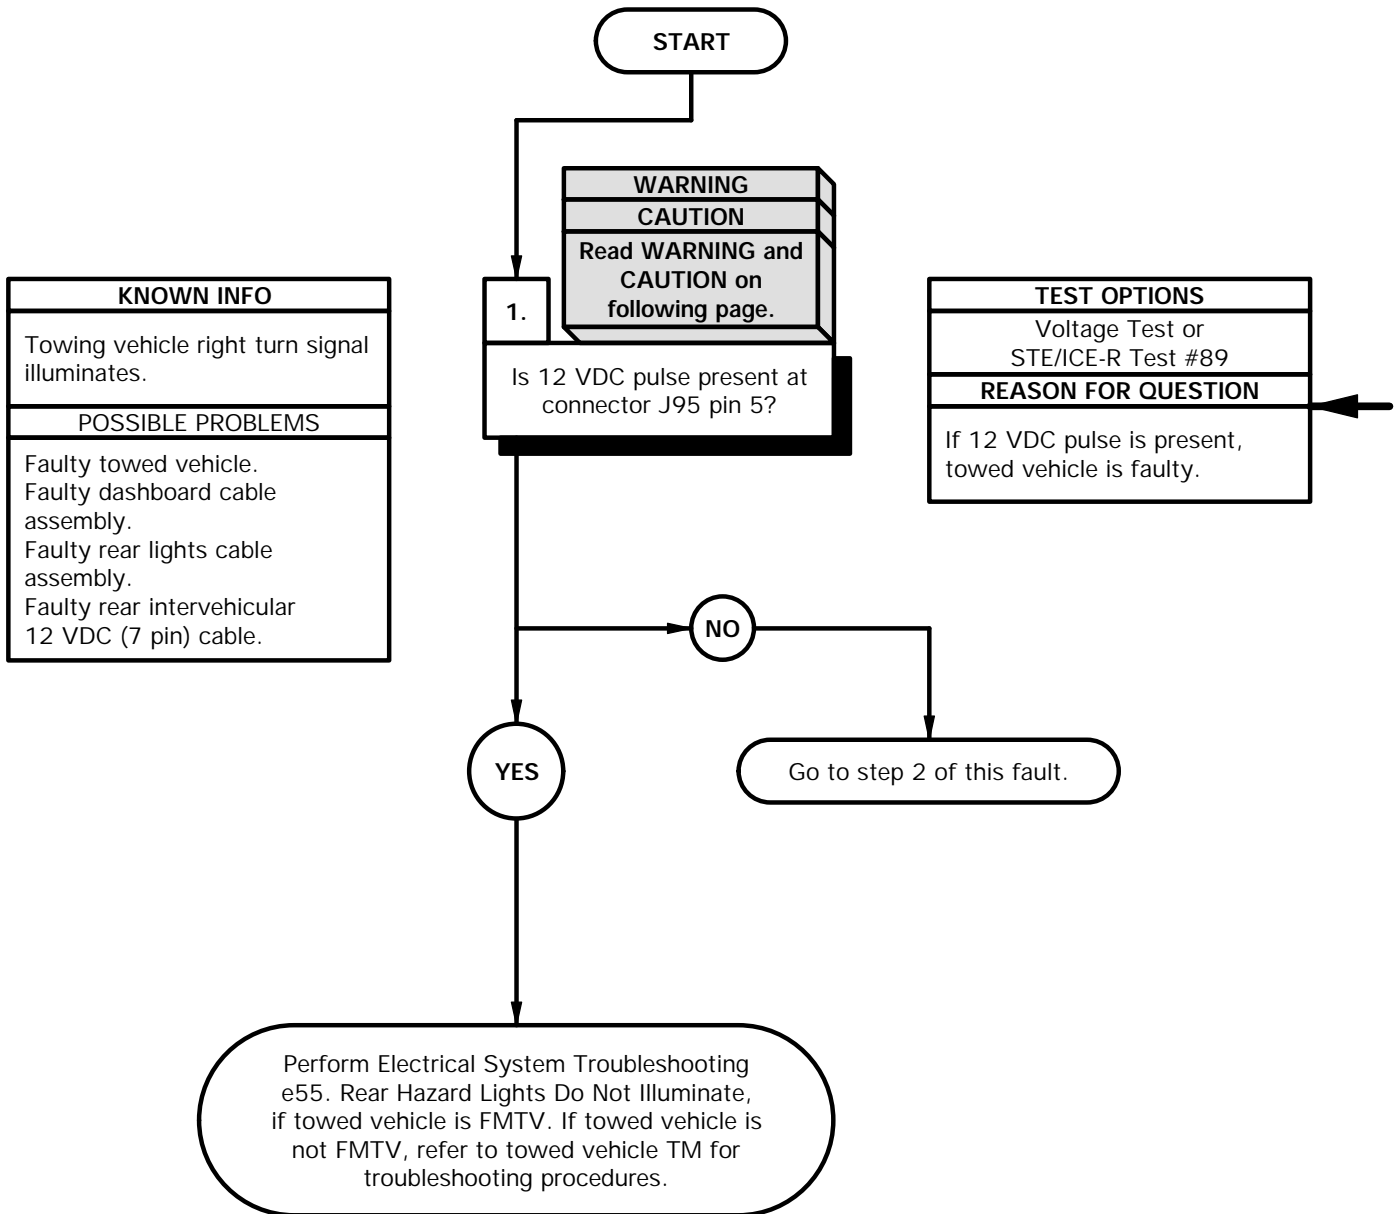 START
WARNING
CAUTION
Read WARNING and
CAUTION on
following page.
KNOWN INFO
Towing vehicle right turn signal
illuminates.
POSSIBLE PROBLEMS
Faulty towed vehicle.
Faulty dashboard cable
assembly.
Faulty rear lights cable
assembly.
Faulty rear intervehicular
12 VDC (7 pin) cable.
1.
Is 12 VDC pulse present at
connector J95 pin 5?
TEST OPTIONS
Voltage Test or
STE/ICE-R Test #89
REASON FOR QUESTION
If 12 VDC pulse is present,
towed vehicle is faulty.
NO
YES
Go to step 2 of this fault.
Perform Electrical System Troubleshooting
e55. Rear Hazard Lights Do Not Illuminate,
if towed vehicle is FMTV. If towed vehicle is
not FMTV, refer to towed vehicle TM for
troubleshooting procedures.